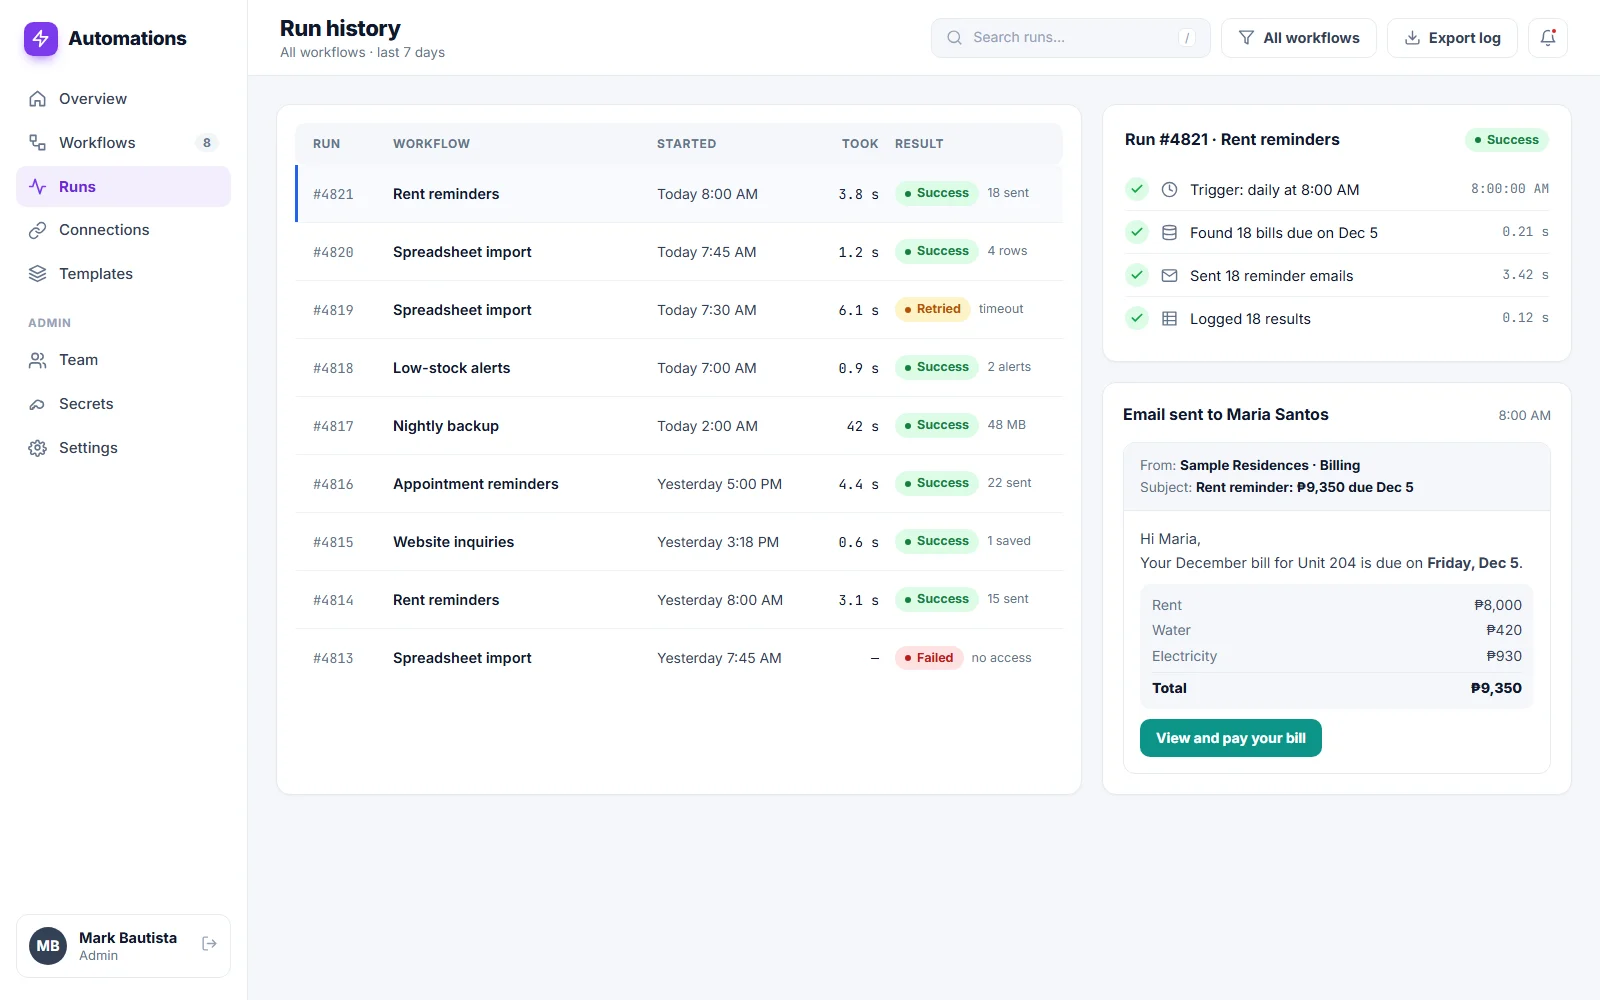 Automations
Overview
Workflows 8
Runs
Connections
Templates
ADMIN
Team
Secrets
Settings
MB
Mark Bautista
Admin
Run history
All workflows · last 7 days
Search runs... /
All workflows
Export log
RUN WORKFLOW STARTED TOOK RESULT
#4821 Rent reminders Today 8:00 AM 3.8 s Success 18 sent
#4820 Spreadsheet import Today 7:45 AM 1.2 s Success 4 rows
#4819 Spreadsheet import Today 7:30 AM 6.1 s Retried timeout
#4818 Low-stock alerts Today 7:00 AM 0.9 s Success 2 alerts
#4817 Nightly backup Today 2:00 AM 42 s Success 48 MB
#4816 Appointment reminders Yesterday 5:00 PM 4.4 s Success 22 sent
#4815 Website inquiries Yesterday 3:18 PM 0.6 s Success 1 saved
#4814 Rent reminders Yesterday 8:00 AM 3.1 s Success 15 sent
#4813 Spreadsheet import Yesterday 7:45 AM – Failed no access
Run #4821 · Rent reminders Success
Trigger: daily at 8:00 AM 8:00:00 AM
Found 18 bills due on Dec 5 0.21 s
Sent 18 reminder emails 3.42 s
Logged 18 results 0.12 s
Email sent to Maria Santos 8:00 AM
From: Sample Residences · Billing
Subject: Rent reminder: ₱9,350 due Dec 5
Hi Maria,
Your December bill for Unit 204 is due on Friday, Dec 5.
Rent ₱8,000
Water ₱420
Electricity ₱930
Total ₱9,350
View and pay your bill